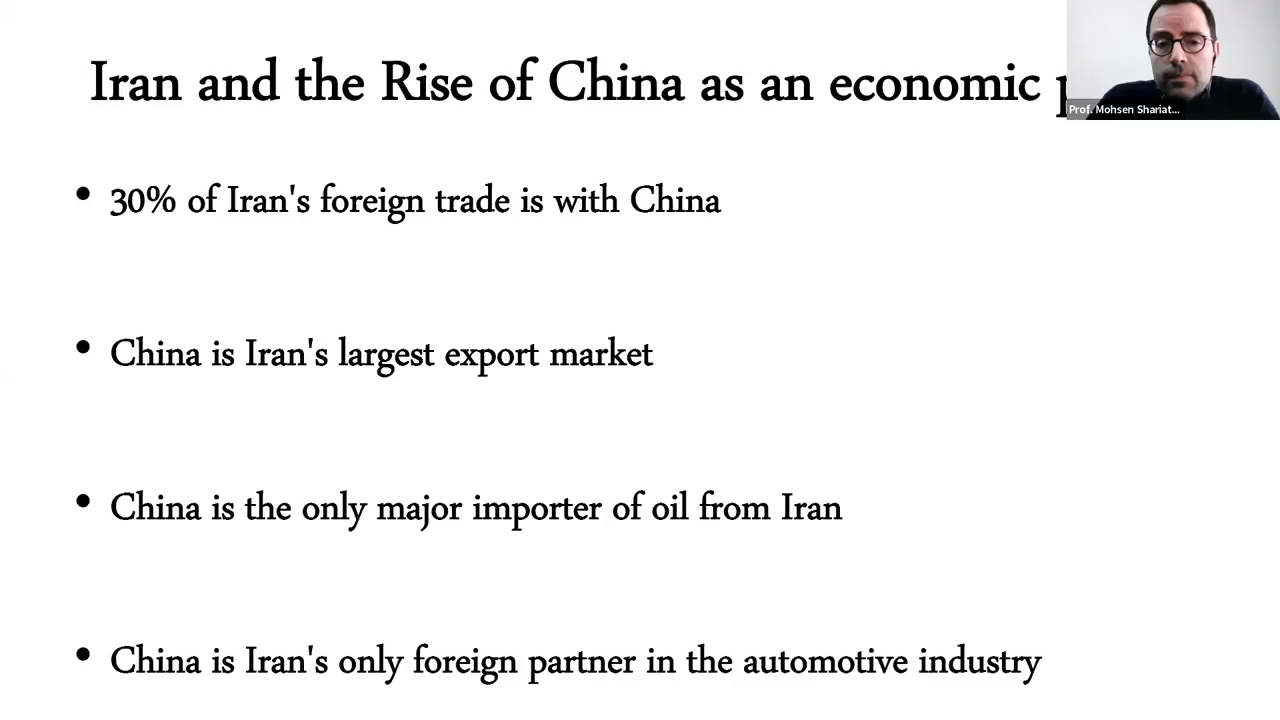 Iran and the Rise of China as an economic
Prof. Mohsen Shariat...
• 30% of Iran's foreign trade is with China
• China is Iran's largest export market
• China is the only major importer of oil from Iran
• China is Iran's only foreign partner in the automotive industry